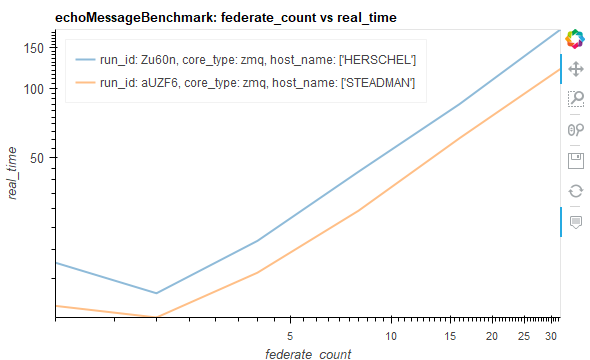 echoMessageBenchmark: federate_count vs real_time
run_id: Zu60n, core_type: zmq, host_name: ['HERSCHEL']
run_id: aUZF6, core_type: zmq, host_name: ['STEADMAN']
150
100
50
real_time
5 10 15 20 25 30
federate_count